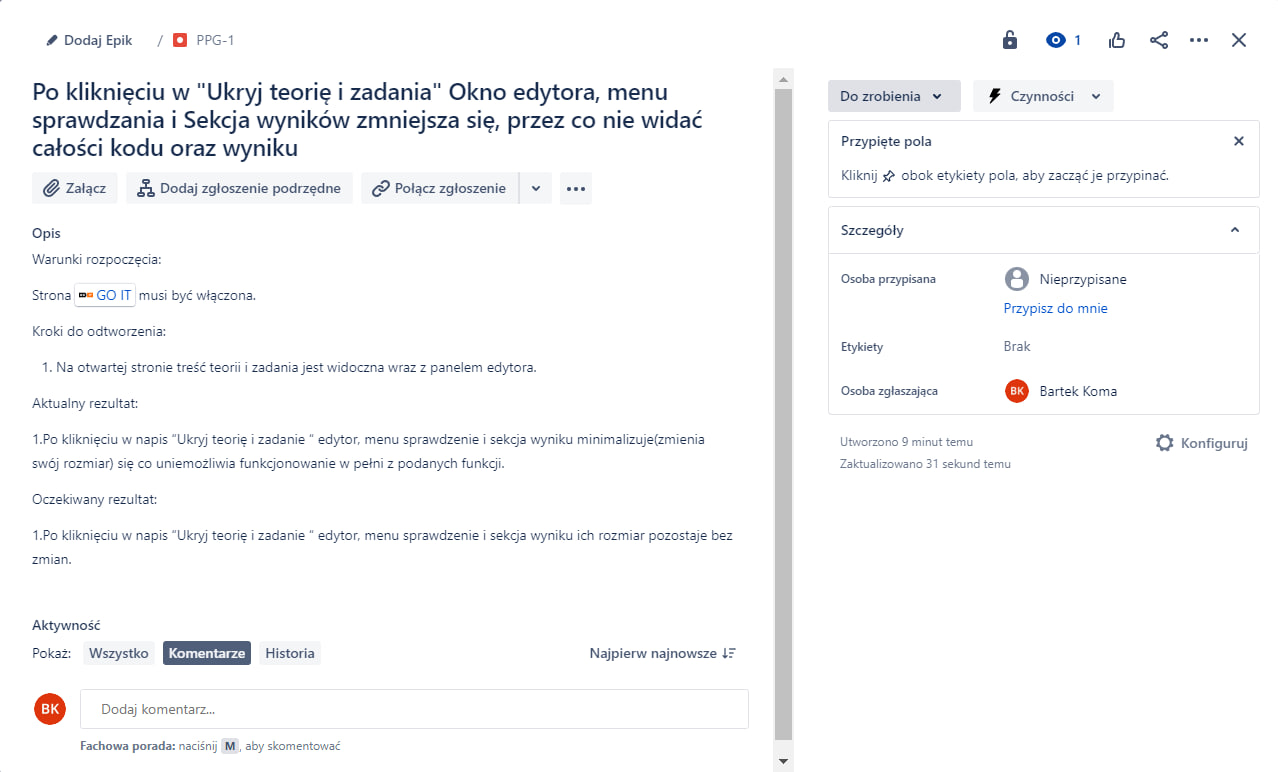 Dodaj Epik / PPG-1
1
Po kliknięciu w "Ukryj teorię i zadania" Okno edytora, menu
sprawdzania i Sekcja wyników zmniejsza się, przez co nie widać
całości kodu oraz wyniku
Załącz Dodaj zgłoszenie podrzędne Połącz zgłoszenie
Opis
Warunki rozpoczęcia:
Strona GO IT musi być włączona.
Kroki do odtworzenia:
1. Na otwartej stronie treść teorii i zadania jest widoczna wraz z panelem edytora.
Aktualny rezultat:
1.Po kliknięciu w napis “Ukryj teorię i zadanie “ edytor, menu sprawdzenie i sekcja wyniku minimalizuje(zmienia
swój rozmiar) się co uniemożliwia funkcjonowanie w pełni z podanych funkcji.
Oczekiwany rezultat:
1.Po kliknięciu w napis “Ukryj teorię i zadanie “ edytor, menu sprawdzenie i sekcja wyniku ich rozmiar pozostaje bez
zmian.
Aktywność
Pokaż: Wszystko Komentarze Historia Najpierw najnowsze
BK Dodaj komentarz...
Fachowa porada: naciśnij M, aby skomentować
Do zrobienia Czynności
Przypięte pola
Kliknij obok etykiety pola, aby zacząć je przypinać.
Szczegóły
Osoba przypisana Nieprzypisane
Przypisz do mnie
Etykiety Brak
Osoba zgłaszająca BK Bartek Koma
Utworzono 9 minut temu Konfiguruj
Zaktualizowano 31 sekund temu